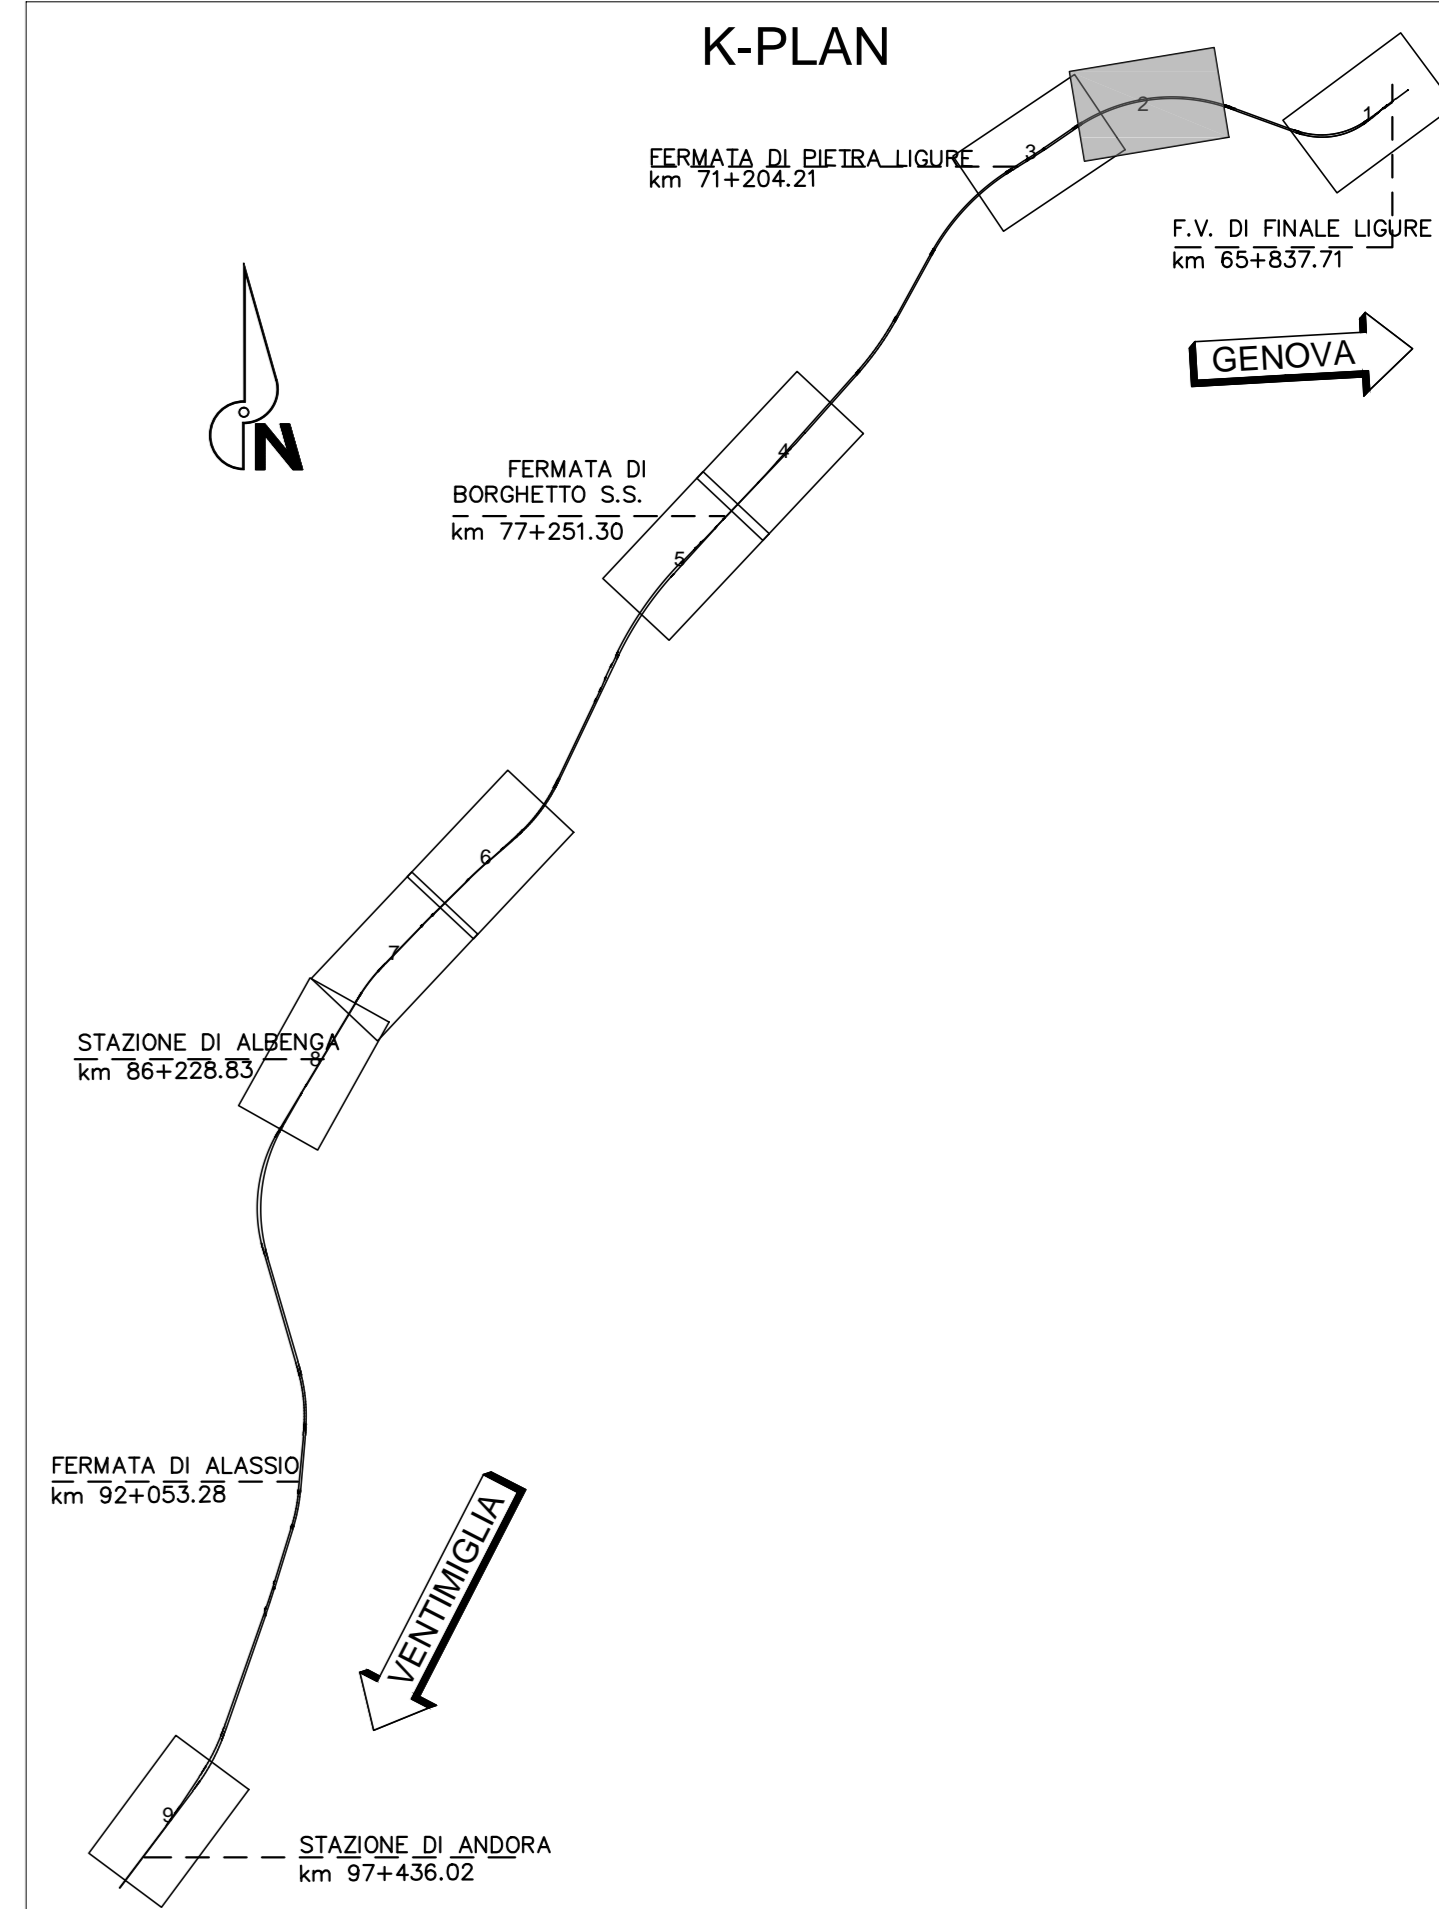 K-PLAN
2
1
3
FERMATA DI PIETRA LIGURE
km 71+204.21
F.V. DI FINALE LIGURE
km 65+837.71
GENOVA
N
4
FERMATA DI
BORGHETTO S.S.
km 77+251.30
5
6
7
STAZIONE DI ALBENGA
km 86+228.83
8
FERMATA DI ALASSIO
km 92+053.28
VENTIMIGLIA
9
STAZIONE DI ANDORA
km 97+436.02